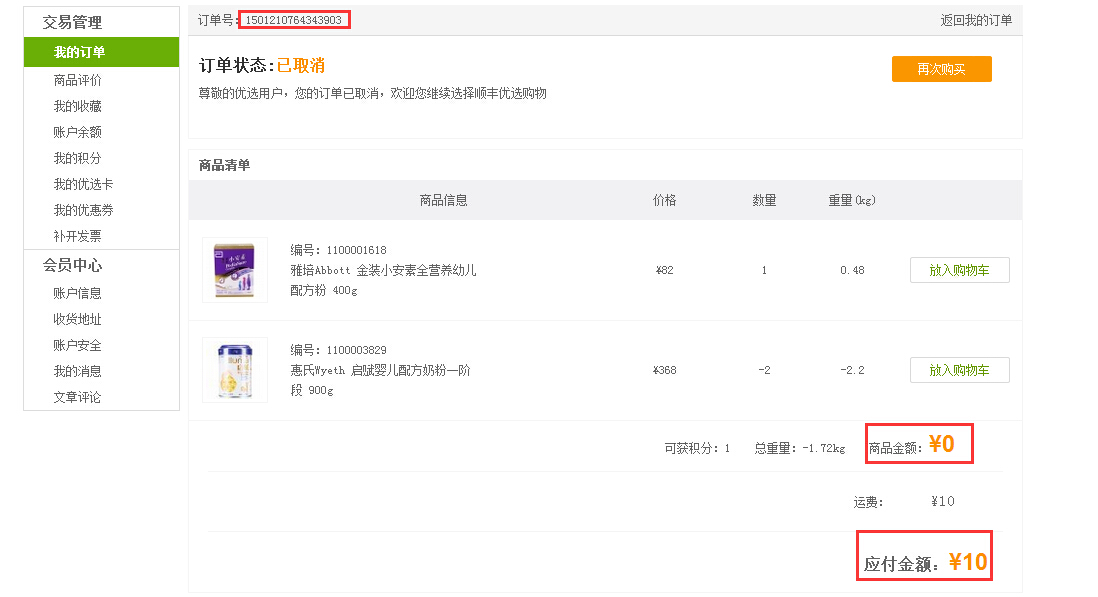 交易管理
我的订单
商品评价
我的收藏
账户余额
我的积分
我的优选卡
我的优惠券
补开发票
会员中心
账户信息
收货地址
账户安全
我的消息
文章评论
订单号: 1501210764343903
返回我的订单
订单状态:已取消
再次购买
尊敬的优选用户，您的订单已取消，欢迎您继续选择顺丰优选购物
商品清单
商品信息 价格 数量 重量(kg)
编号: 1100001618
雅培Abbott 金装小安素全营养幼儿
配方粉 400g
¥82 1 0.48 放入购物车
编号: 1100003829
惠氏Wyeth 启赋婴儿配方奶粉一阶
段 900g
¥368 -2 -2.2 放入购物车
可获积分: 1 总重量: -1.72kg 商品金额: ¥0
运费: ¥10
应付金额: ¥10